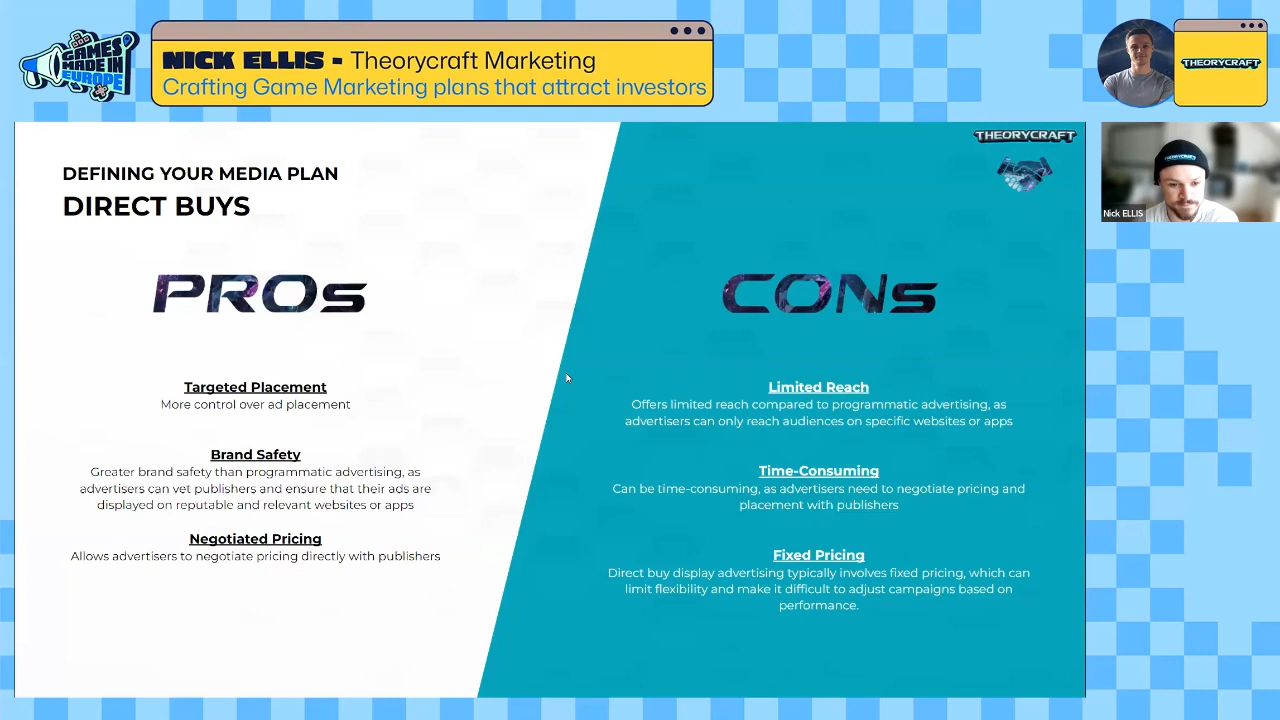 GAMES
MADE IN
EUROPE
NICK ELLIS - Theorycraft Marketing
Crafting Game Marketing plans that attract investors
THEORYCRAFT
THEORYCRAFT
THEORYCRAFT
Nick ELLIS
DEFINING YOUR MEDIA PLAN
DIRECT BUYS
PROs
Targeted Placement
More control over ad placement
Brand Safety
Greater brand safety than programmatic advertising, as
advertisers can vet publishers and ensure that their ads are
displayed on reputable and relevant websites or apps
Negotiated Pricing
Allows advertisers to negotiate pricing directly with publishers
CONs
Limited Reach
Offers limited reach compared to programmatic advertising, as
advertisers can only reach audiences on specific websites or apps
Time-Consuming
Can be time-consuming, as advertisers need to negotiate pricing and
placement with publishers
Fixed Pricing
Direct buy display advertising typically involves fixed pricing, which can
limit flexibility and make it difficult to adjust campaigns based on
performance.